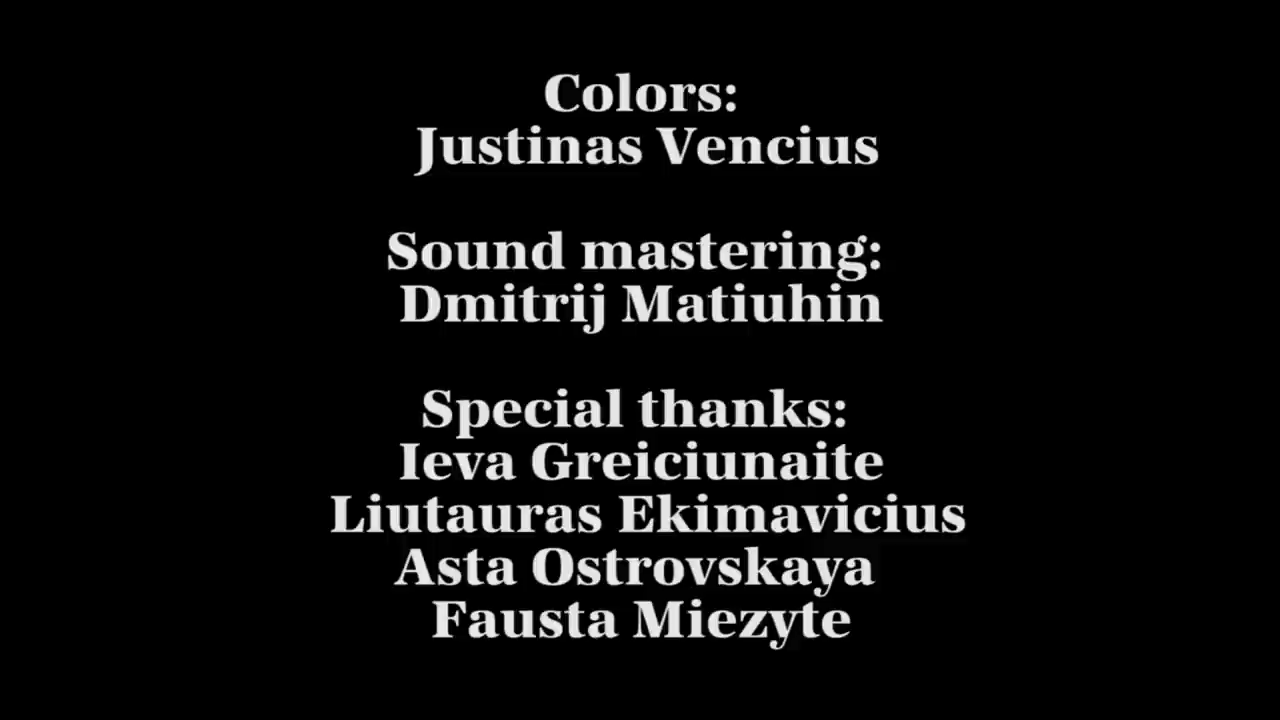 Colors:
Justinas Vencius
Sound mastering:
Dmitrij Matiuhin
Special thanks:
Ieva Greiciunaite
Liutauras Ekimavicius
Asta Ostrovskaya
Fausta Miezyte